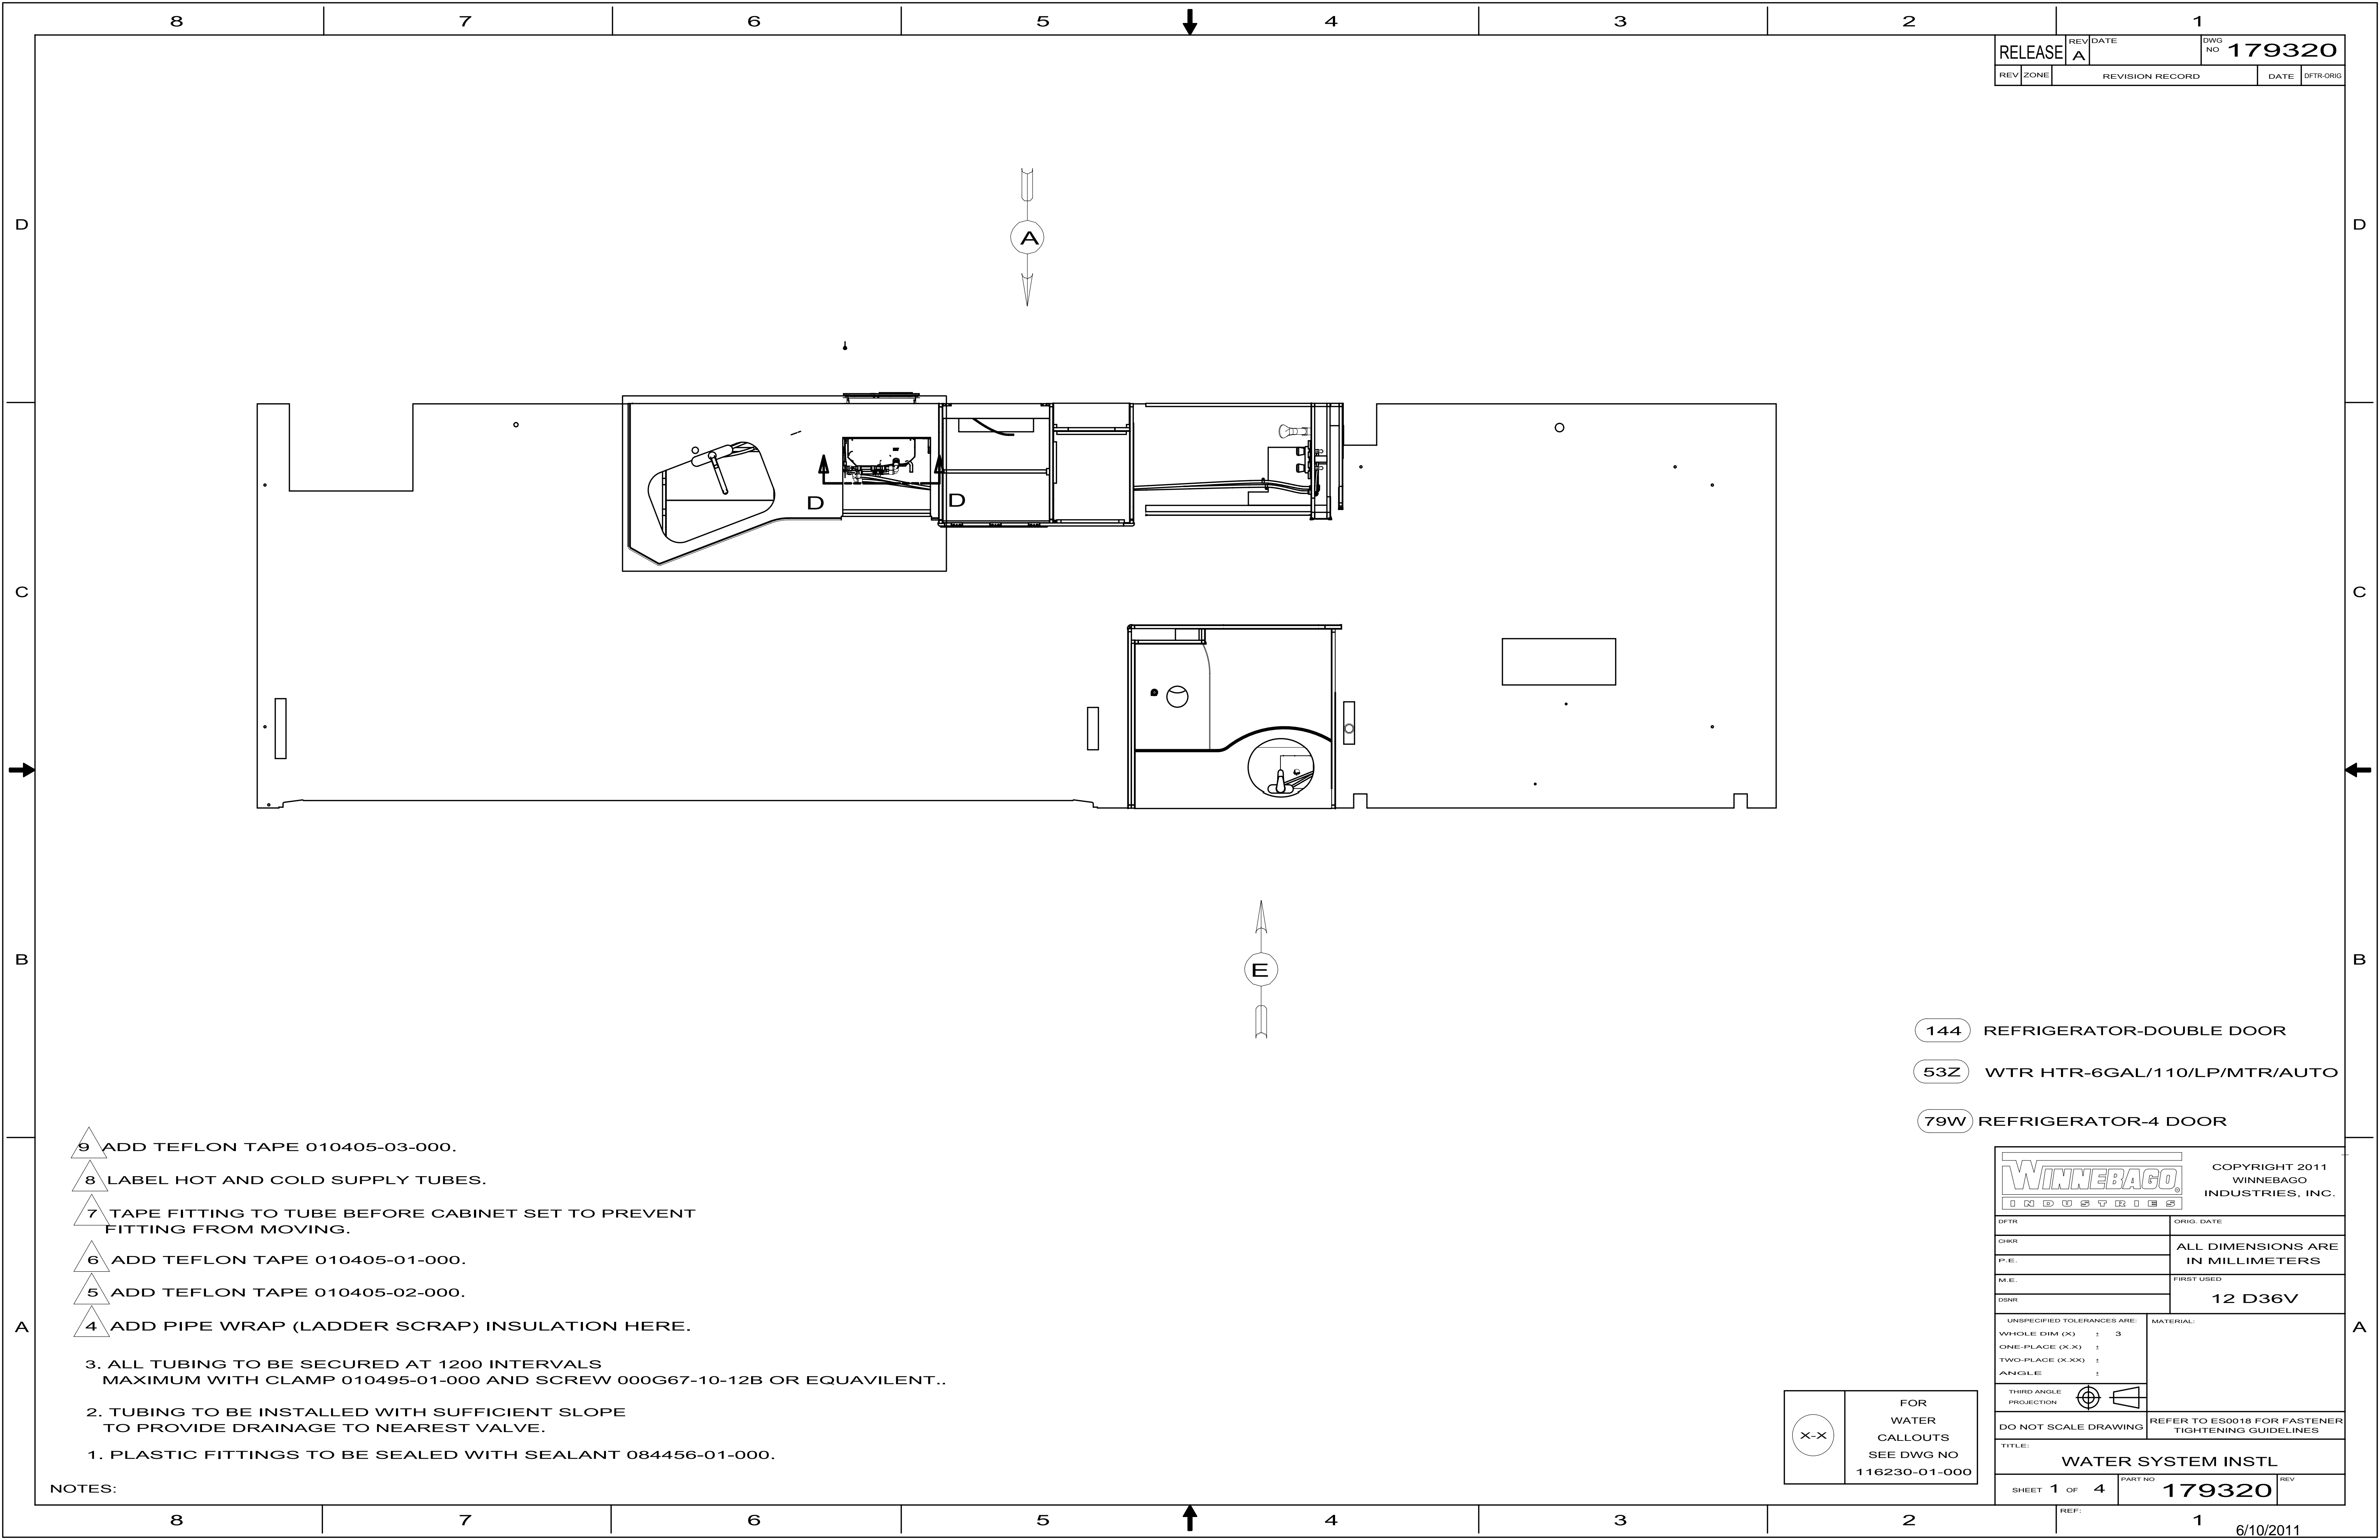 8 7 6 5 4 3 2 1
RELEASE
REV
A
DATE
DWG
NO 179320
REV ZONE REVISION RECORD DATE DFTR-ORIG
D
D
A
D
D
C
C
E
B
B
144 REFRIGERATOR-DOUBLE DOOR
53Z WTR HTR-6GAL/110/LP/MTR/AUTO
79W REFRIGERATOR-4 DOOR
9 ADD TEFLON TAPE 010405-03-000.
8 LABEL HOT AND COLD SUPPLY TUBES.
7 TAPE FITTING TO TUBE BEFORE CABINET SET TO PREVENT
FITTING FROM MOVING.
6 ADD TEFLON TAPE 010405-01-000.
5 ADD TEFLON TAPE 010405-02-000.
4 ADD PIPE WRAP (LADDER SCRAP) INSULATION HERE.
3. ALL TUBING TO BE SECURED AT 1200 INTERVALS
MAXIMUM WITH CLAMP 010495-01-000 AND SCREW 000G67-10-12B OR EQUAVILENT..
2. TUBING TO BE INSTALLED WITH SUFFICIENT SLOPE
TO PROVIDE DRAINAGE TO NEAREST VALVE.
1. PLASTIC FITTINGS TO BE SEALED WITH SEALANT 084456-01-000.
NOTES:
A
A
X-X
FOR
WATER
CALLOUTS
SEE DWG NO
116230-01-000
WINNEBAGO ®
INDUSTRIES
COPYRIGHT 2011
WINNEBAGO
INDUSTRIES, INC.
DFTR
ORIG. DATE
CHKR
ALL DIMENSIONS ARE
IN MILLIMETERS
P.E.
M.E.
FIRST USED
12 D36V
DSNR
UNSPECIFIED TOLERANCES ARE:
MATERIAL:
WHOLE DIM (X) ± 3
ONE-PLACE (X.X) ±
TWO-PLACE (X.XX) ±
ANGLE ±
THIRD ANGLE
PROJECTION
DO NOT SCALE DRAWING
REFER TO ES0018 FOR FASTENER
TIGHTENING GUIDELINES
TITLE:
WATER SYSTEM INSTL
SHEET 1 OF 4
PART NO
179320
REV
REF:
8 7 6 5 4 3 2 1
6/10/2011